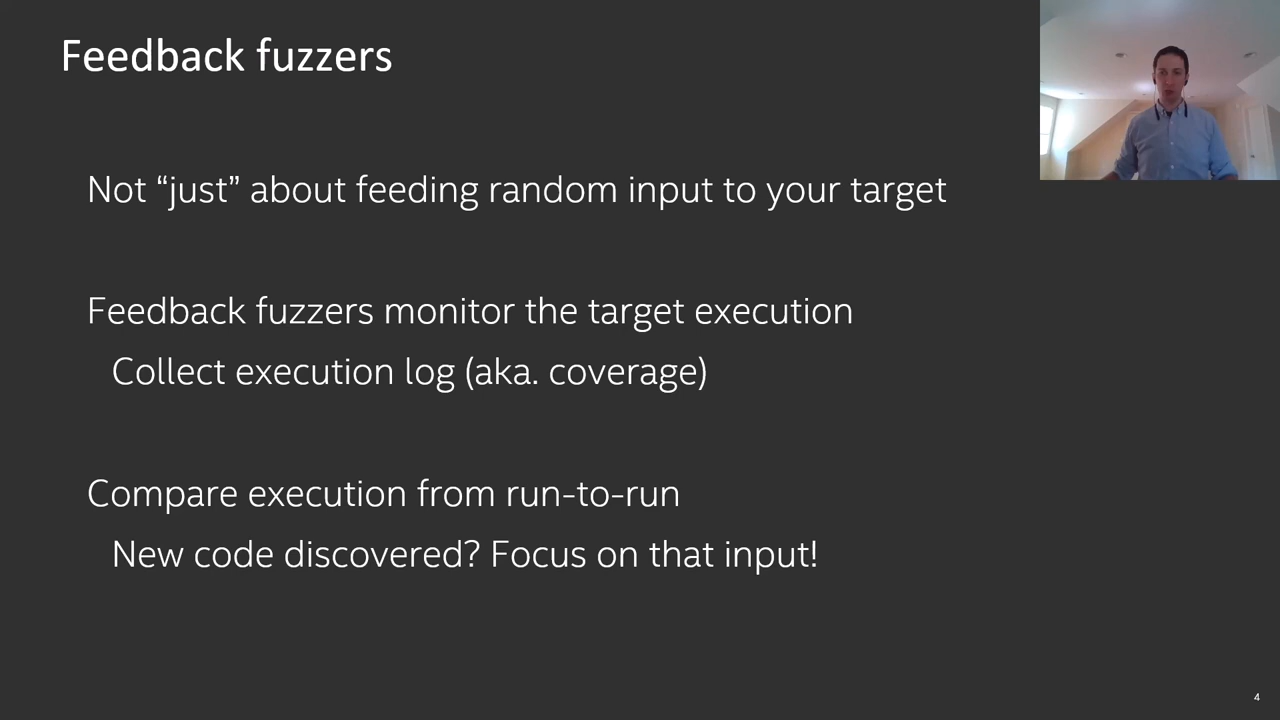 Feedback fuzzers
Not “just” about feeding random input to your target
Feedback fuzzers monitor the target execution
Collect execution log (aka. coverage)
Compare execution from run-to-run
New code discovered? Focus on that input!
4